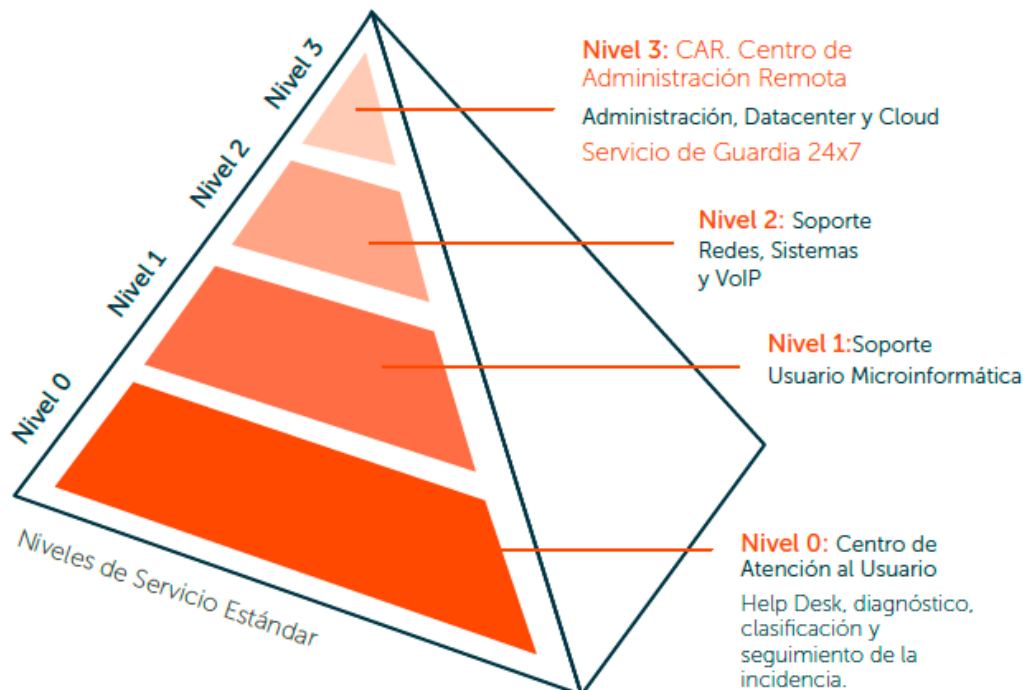 Nivel 3
Nivel 2
Nivel 1
Nivel 0
Niveles de Servicio Estándar
Nivel 3: CAR. Centro de
Administración Remota
Administración, Datacenter y Cloud
Servicio de Guardia 24x7
Nivel 2: Soporte
Redes, Sistemas
y VoIP
Nivel 1:Soporte
Usuario Microinformática
Nivel 0: Centro de
Atención al Usuario
Help Desk, diagnóstico,
clasificación y
seguimiento de la
incidencia.